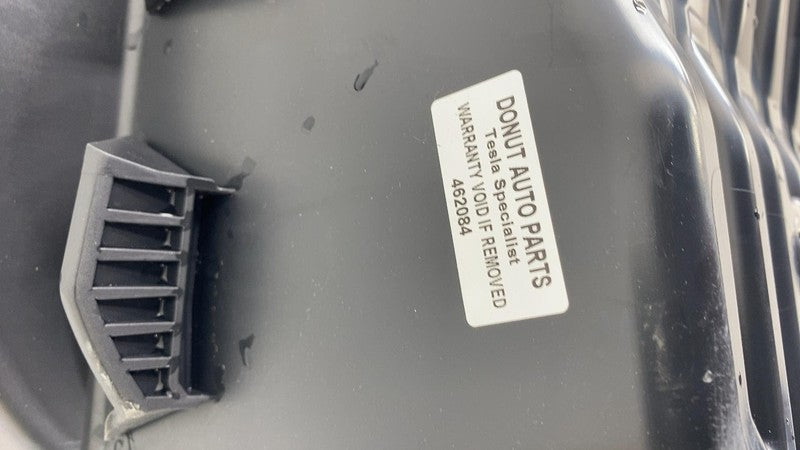 DONUT AUTO PARTS
Tesla Specialist
WARRANTY VOID IF REMOVED
462084